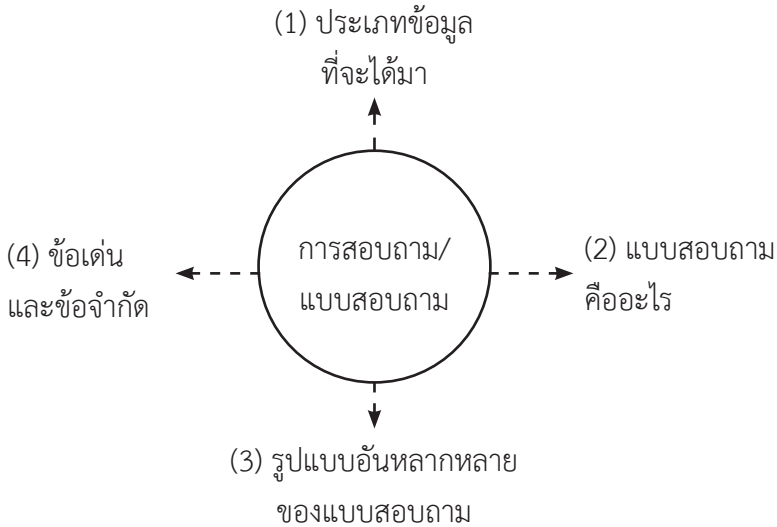 (1) ประเภทข้อมูล
ที่จะได้มา
การสอบถาม/
แบบสอบถาม
(2) แบบสอบถาม
คืออะไร
(3) รูปแบบอันหลากหลาย
ของแบบสอบถาม
(4) ข้อเด่น
และข้อจำกัด